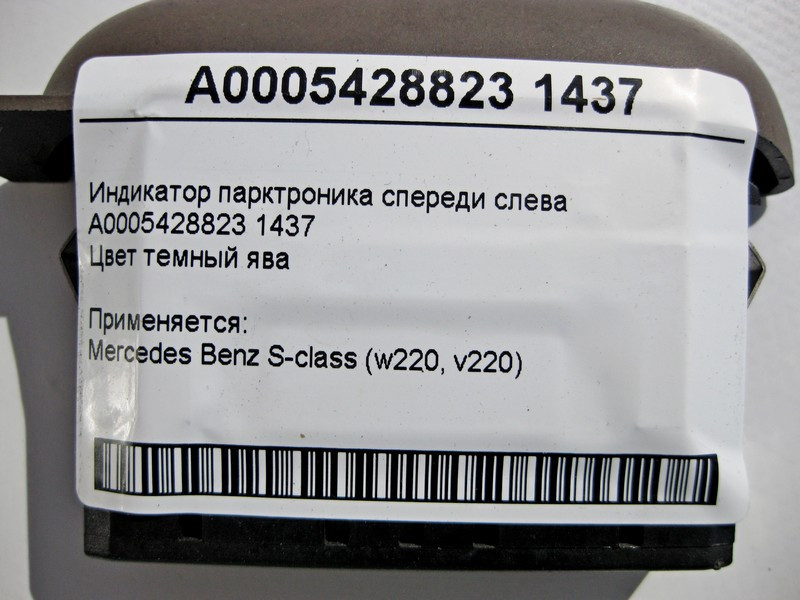 A0005428823 1437
Индикатор парктроника спереди слева
A0005428823 1437
Цвет темный ява
Применяется:
Mercedes Benz S-class (w220, v220)